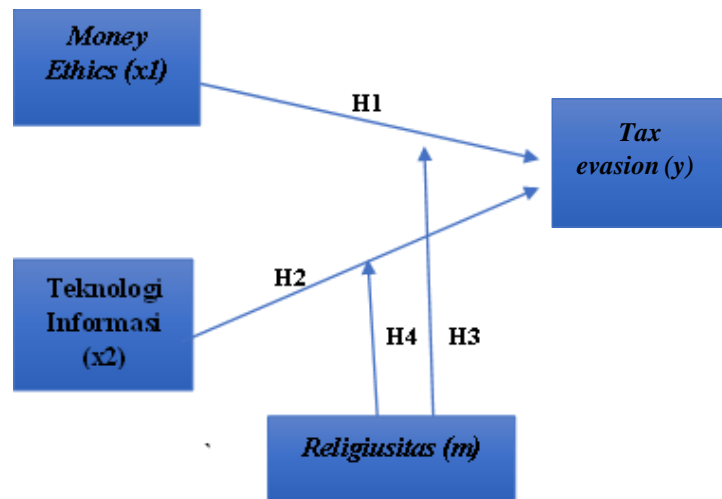 Money
Ethics (x1)
H1
Tax
evasion (y)
Teknologi
Informasi
(x2)
H2
H4
H3
Religiusitas (m)